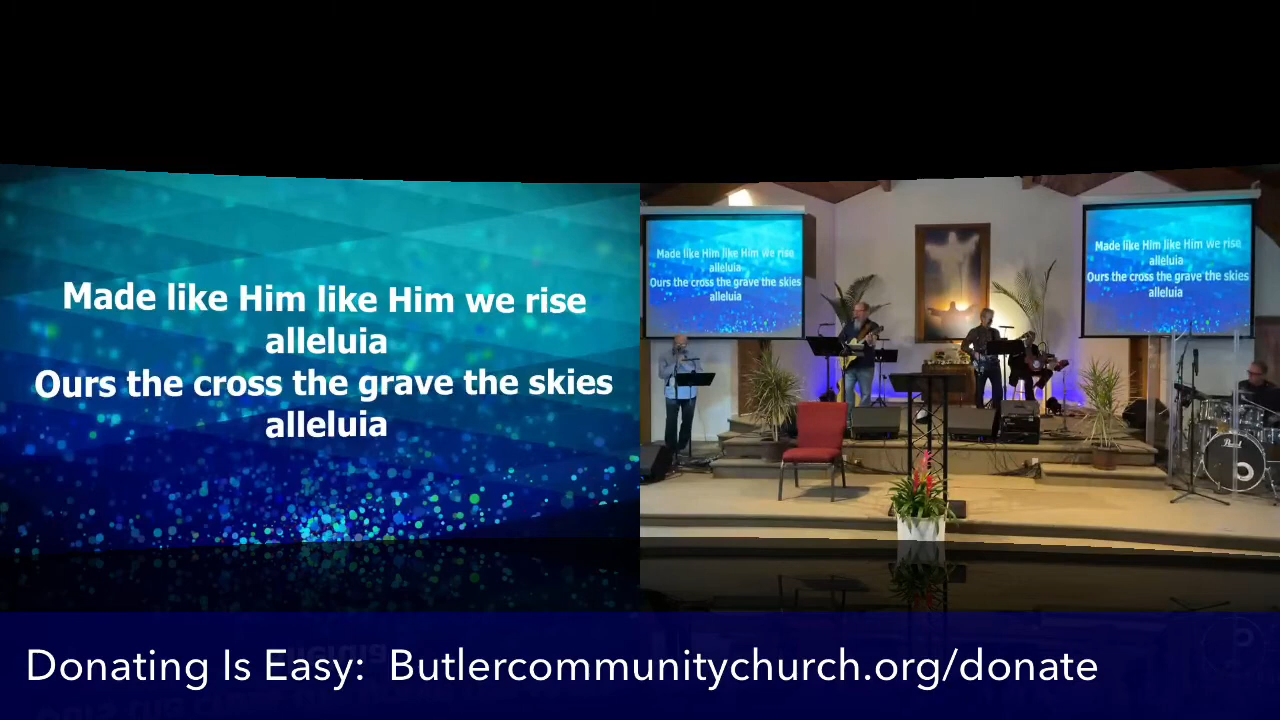 Made like Him like Him we rise
alleluia
Ours the cross the grave the skies
alleluia
Made like Him like Him we rise
alleluia
Ours the cross the grave the skies
alleluia
Made like Him like Him we rise
alleluia
Ours the cross the grave the skies
alleluia
Pearl
Donating Is Easy: Butlercommunitychurch.org/donate